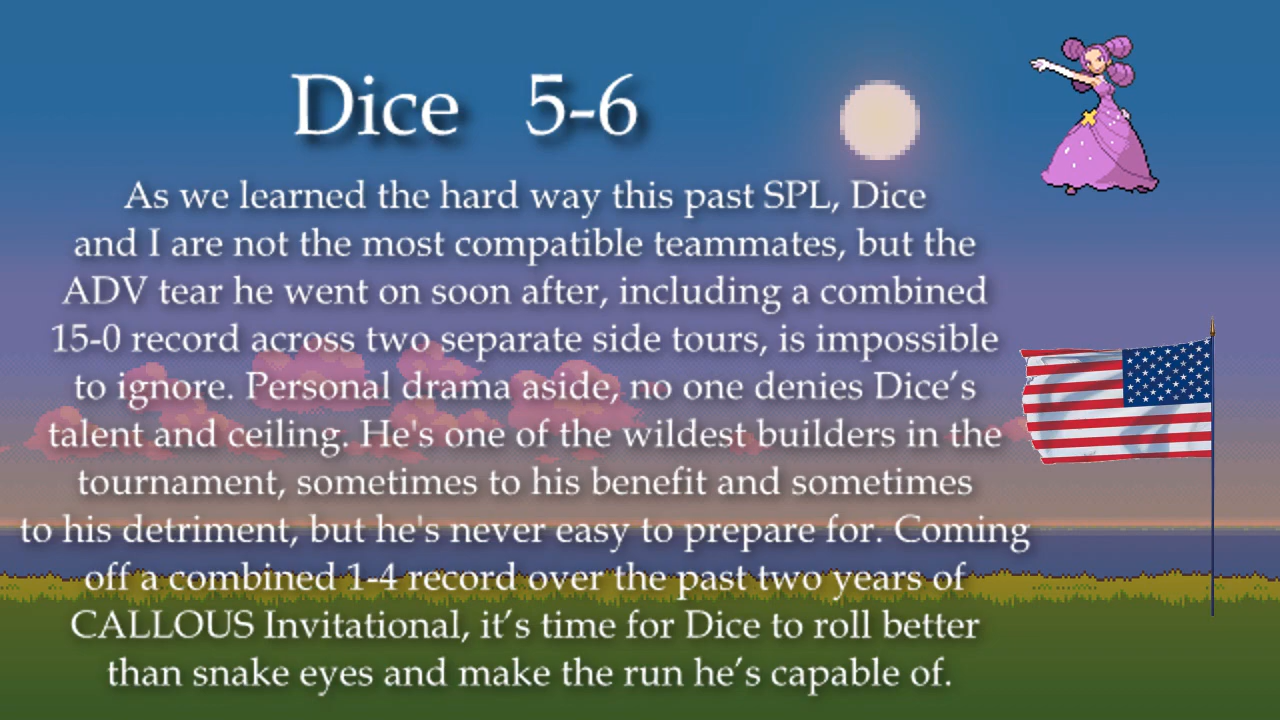 Dice 5-6
As we learned the hard way this past SPL, Dice
and I are not the most compatible teammates, but the
ADV tear he went on soon after, including a combined
15-0 record across two separate side tours, is impossible
to ignore. Personal drama aside, no one denies Dice’s
talent and ceiling. He's one of the wildest builders in the
tournament, sometimes to his benefit and sometimes
to his detriment, but he's never easy to prepare for. Coming
off a combined 1-4 record over the past two years of
CALLOUS Invitational, it’s time for Dice to roll better
than snake eyes and make the run he’s capable of.